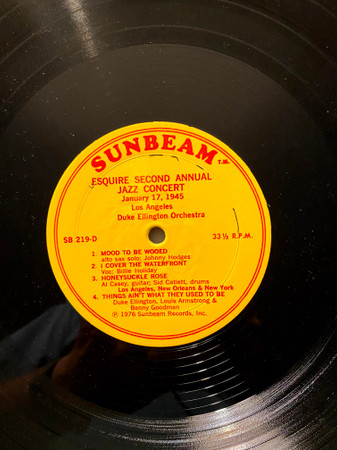 SUNBEAM T.M.
ESQUIRE SECOND ANNUAL
JAZZ CONCERT
January 17, 1945
Los Angeles
Duke Ellington Orchestra
SB 219-D 33⅓ R.P.M.
1. MOOD TO BE WOOED
alto sax solo: Johnny Hodges
2. I COVER THE WATERFRONT
Voc: Billie Holiday
3. HONEYSUCKLE ROSE
Al Casey, guitar; Sid Catlett, drums
Los Angeles, New Orleans & New York
4. THINGS AIN'T WHAT THEY USED TO BE
Duke Ellington, Louis Armstrong &
Benny Goodman
℗ 1976 Sunbeam Records, Inc.